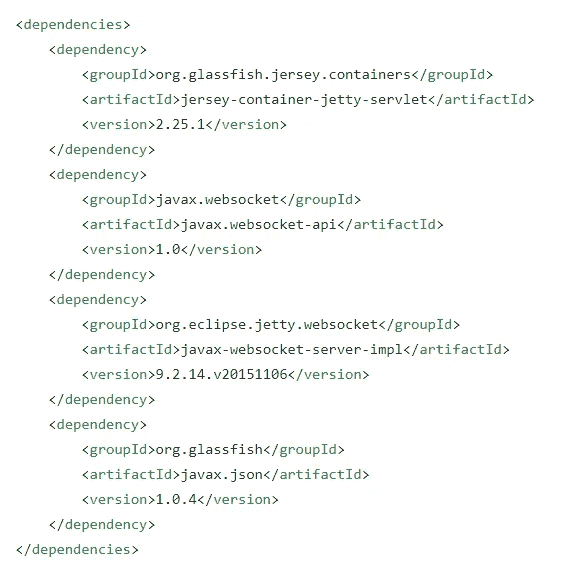 <dependencies>
    <dependency>
        <groupId>org.glassfish.jersey.containers</groupId>
        <artifactId>jersey-container-jetty-servlet</artifactId>
        <version>2.25.1</version>
    </dependency>
    <dependency>
        <groupId>javax.websocket</groupId>
        <artifactId>javax.websocket-api</artifactId>
        <version>1.0</version>
    </dependency>
    <dependency>
        <groupId>org.eclipse.jetty.websocket</groupId>
        <artifactId>javax-websocket-server-impl</artifactId>
        <version>9.2.14.v20151106</version>
    </dependency>
    <dependency>
        <groupId>org.glassfish</groupId>
        <artifactId>javax.json</artifactId>
        <version>1.0.4</version>
    </dependency>
</dependencies>